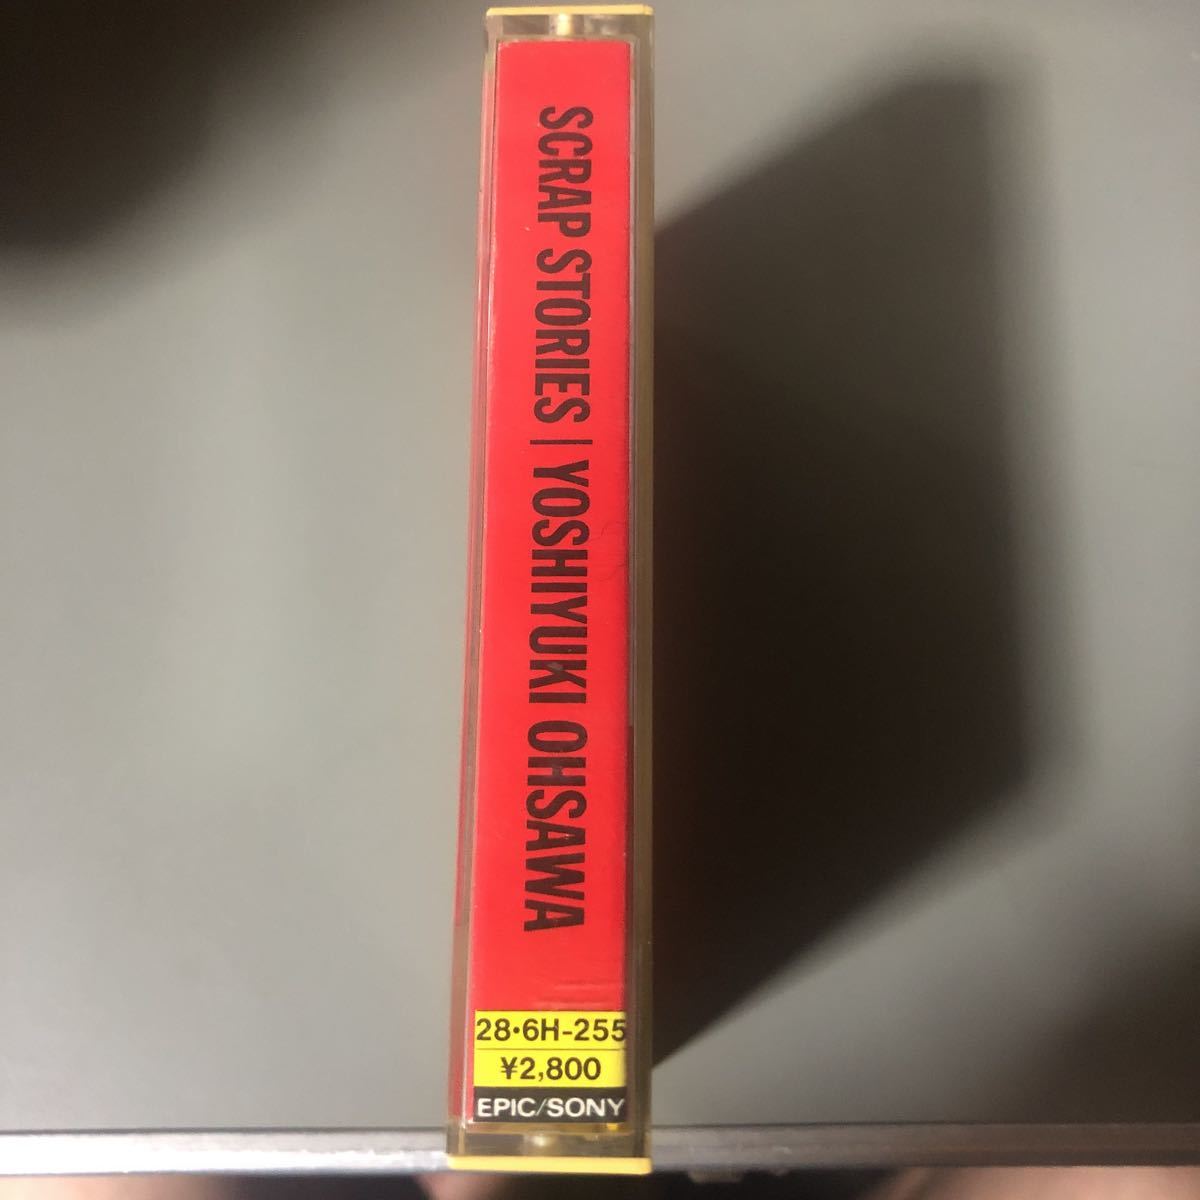 SCRAP STORIES | YOSHIYUKI OHSAWA
28・6H-255
¥2,800
EPIC/SONY